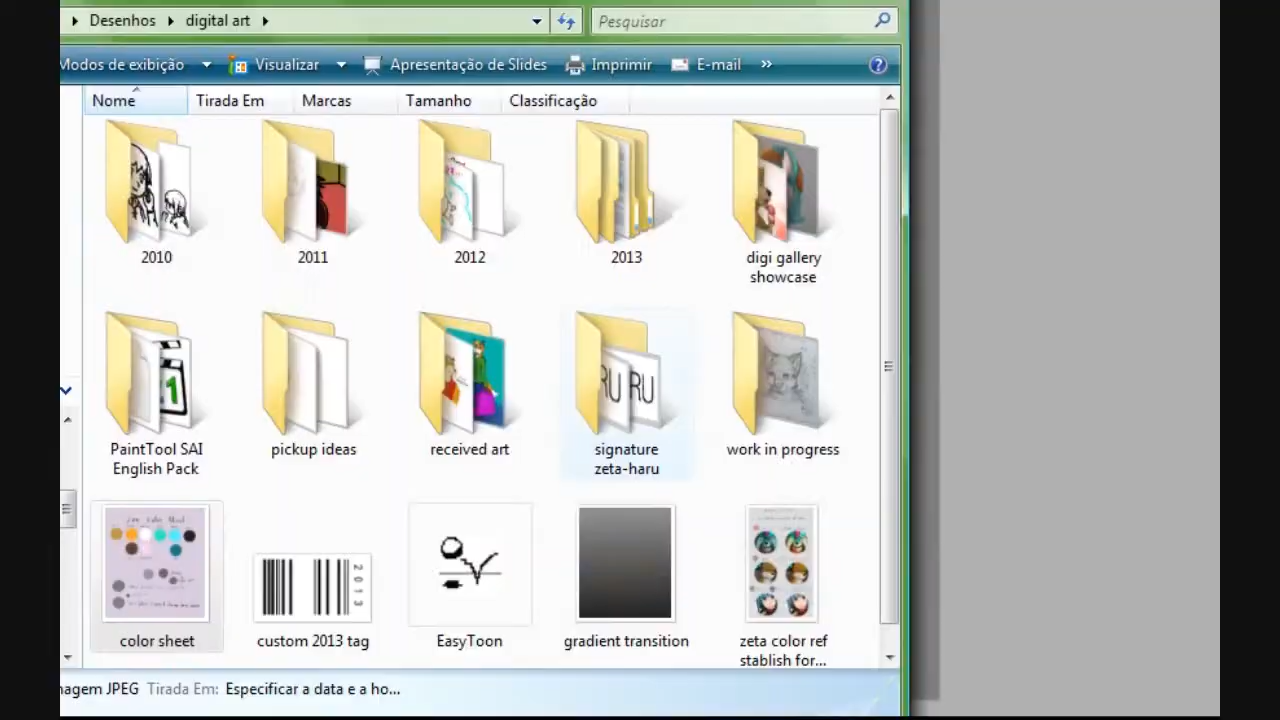 Desenhos digital art Pesquisar
Modos de exibição Visualizar Apresentação de Slides Imprimir E-mail »
Nome Tirada Em Marcas Tamanho Classificação
2010 2011 2012 2013 digi gallery
showcase
PaintTool SAI pickup ideas received art signature work in progress
English Pack zeta-haru
color sheet custom 2013 tag EasyToon gradient transition zeta color ref
stablish for...
magem JPEG Tirada Em: Especificar a data e a ho...